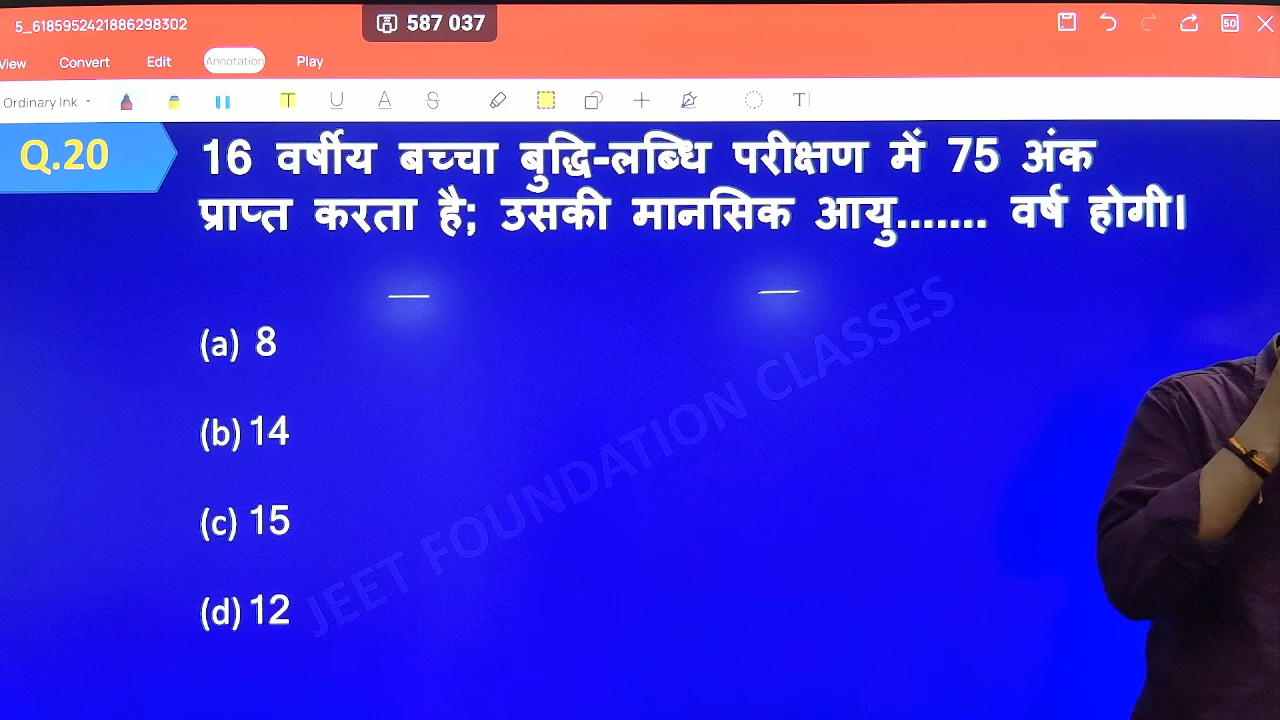 5_6185952421886298302
587 037
50
View
Convert
Edit
Annotation
Play
Ordinary Ink
T U A S T
Q.20
16 वर्षीय बच्चा बुद्धि-लब्धि परीक्षण में 75 अंक
प्राप्त करता है; उसकी मानसिक आयु....... वर्ष होगी।
(a) 8
(b) 14
(c) 15
(d) 12
JEET FOUNDATION CLASSES